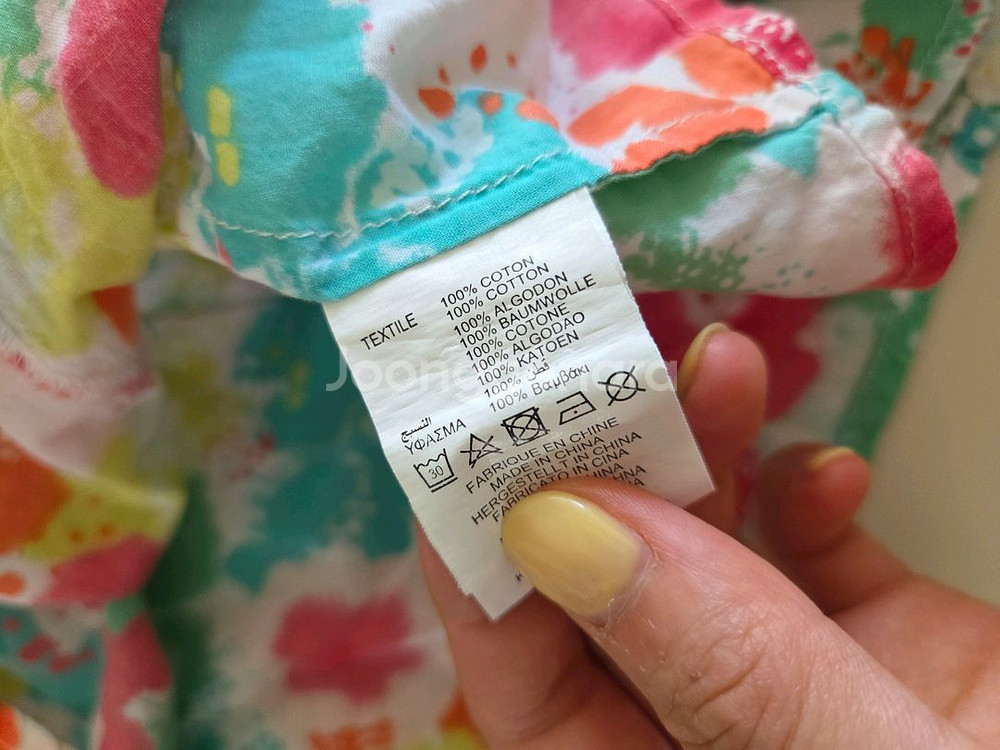 TEXTILE
100% COTON
100% COTTON
100% ALGODON
100% BAUMWOLLE
100% COTONE
100% ALGODAO
100% KATOEN
100% قطن
100% Βαμβάκι
النسيج
ΥΦΑΣΜΑ
30
FABRIQUE EN CHINE
MADE IN CHINA
HERGESTELLT IN CHINA
FABRICATO IN CINA